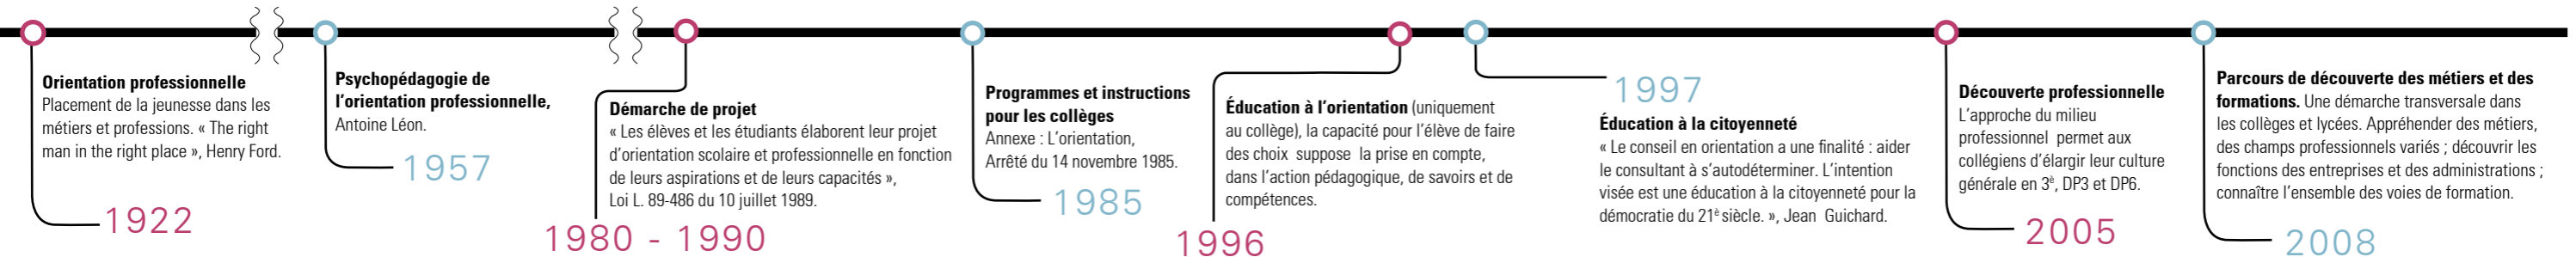 Orientation professionnelle
Placement de la jeunesse dans les
métiers et professions. « The right
man in the right place », Henry Ford.
1922
Psychopédagogie de
l’orientation professionnelle,
Antoine Léon.
1957
Démarche de projet
« Les élèves et les étudiants élaborent leur projet
d’orientation scolaire et professionnelle en fonction
de leurs aspirations et de leurs capacités »,
Loi L. 89-486 du 10 juillet 1989.
1980 - 1990
Programmes et instructions
pour les collèges
Annexe : L’orientation,
Arrêté du 14 novembre 1985.
1985
Éducation à l’orientation (uniquement
au collège), la capacité pour l’élève de faire
des choix suppose la prise en compte,
dans l’action pédagogique, de savoirs et de
compétences.
1996
1997
Éducation à la citoyenneté
« Le conseil en orientation a une finalité : aider
le consultant à s’autodéterminer. L’intention
visée est une éducation à la citoyenneté pour la
démocratie du 21è siècle. », Jean Guichard.
Découverte professionnelle
L’approche du milieu
professionnel permet aux
collégiens d’élargir leur culture
générale en 3è, DP3 et DP6.
2005
Parcours de découverte des métiers et des
formations. Une démarche transversale dans
les collèges et lycées. Appréhender des métiers,
des champs professionnels variés ; découvrir les
fonctions des entreprises et des administrations ;
connaître l’ensemble des voies de formation.
2008